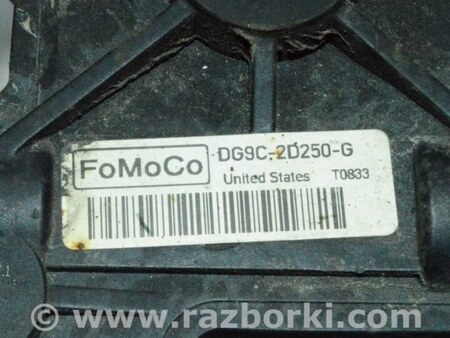 FoMoCo
DG9C-2D250-G
United States T0833
© www.razborki.com